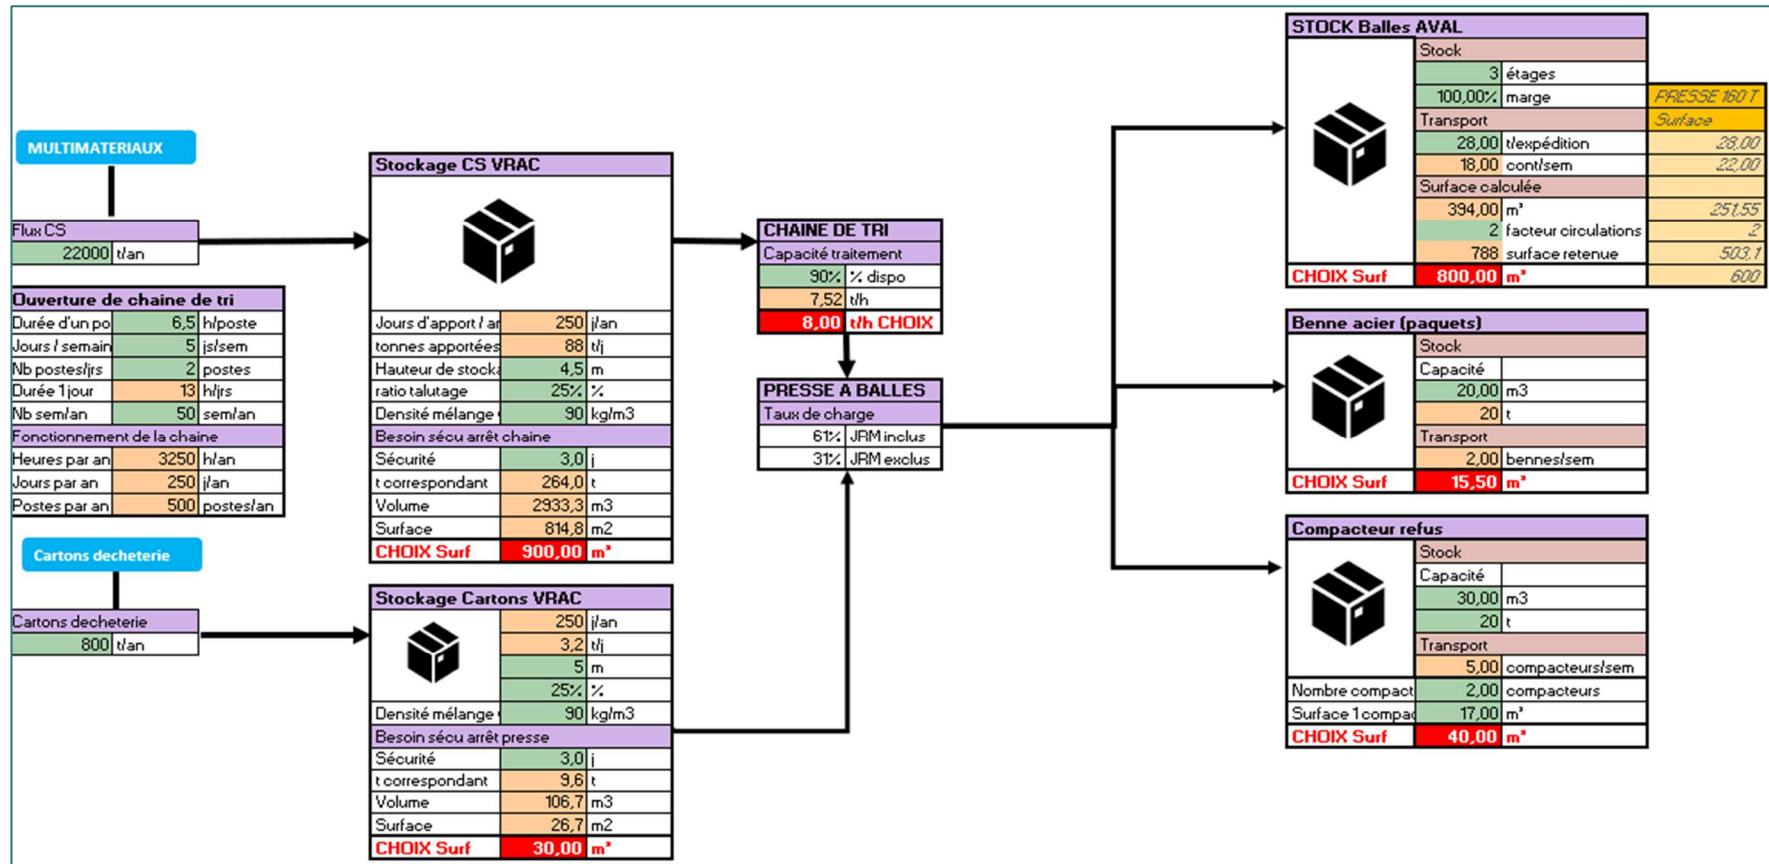 MULTIMATERIAUX
Flux CS
22000 t/an
Ouverture de chaine de tri
Durée d'un po 6,5 h/poste
Jours / semain 5 js/sem
Nb postes/jrs 2 postes
Durée 1 jour 13 h/jrs
Nb sem/an 50 sem/an
Fonctionnement de la chaine
Heures par an 3250 h/an
Jours par an 250 j/an
Postes par an 500 postes/an
Cartons decheterie
Cartons decheterie
800 t/an
Stockage CS VRAC
Jours d'apport / an 250 j/an
tonnes apportées 88 t/j
Hauteur de stocka 4,5 m
ratio talutage 25% %
Densité mélange 90 kg/m3
Besoin sécu arrêt chaine
Sécurité 3,0 j
t correspondant 264,0 t
Volume 2933,3 m3
Surface 814,8 m2
CHOIX Surf 900,00 m²
Stockage Cartons VRAC
250 j/an
3,2 t/j
5 m
25% %
Densité mélange 90 kg/m3
Besoin sécu arrêt presse
Sécurité 3,0 j
t correspondant 9,6 t
Volume 106,7 m3
Surface 26,7 m2
CHOIX Surf 30,00 m²
CHAINE DE TRI
Capacité traitement
90% % dispo
7,52 t/h
8,00 t/h CHOIX
PRESSE A BALLES
Taux de charge
61% JRM inclus
31% JRM exclus
STOCK Balles AVAL
Stock
3 étages
100,00% marge PRESSE 160 T
Transport Surface
28,00 t/expédition 28,00
18,00 cont/sem 22,00
Surface calculée
394,00 m² 251,55
2 facteur circulations 2
788 surface retenue 503,1
CHOIX Surf 800,00 m² 600
Benne acier (paquets)
Stock
Capacité
20,00 m3
20 t
Transport
2,00 bennes/sem
CHOIX Surf 15,50 m²
Compacteur refus
Stock
Capacité
30,00 m3
20 t
Transport
5,00 compacteurs/sem
Nombre compact 2,00 compacteurs
Surface 1 compac 17,00 m²
CHOIX Surf 40,00 m²